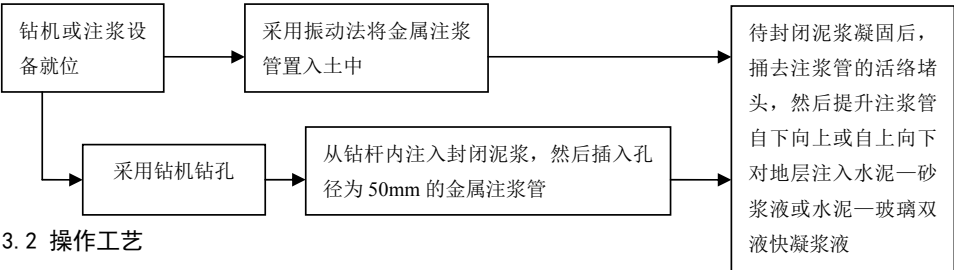 钻机或注浆设
备就位
采用振动法将金属注浆
管置入土中
采用钻机钻孔
从钻杆内注入封闭泥浆，然后插入孔
径为 50mm 的金属注浆管
待封闭泥浆凝固后，
捅去注浆管的活络堵
头，然后提升注浆管
自下向上或自上向下
对地层注入水泥—砂
浆液或水泥—玻璃双
液快凝浆液
3.2 操作工艺